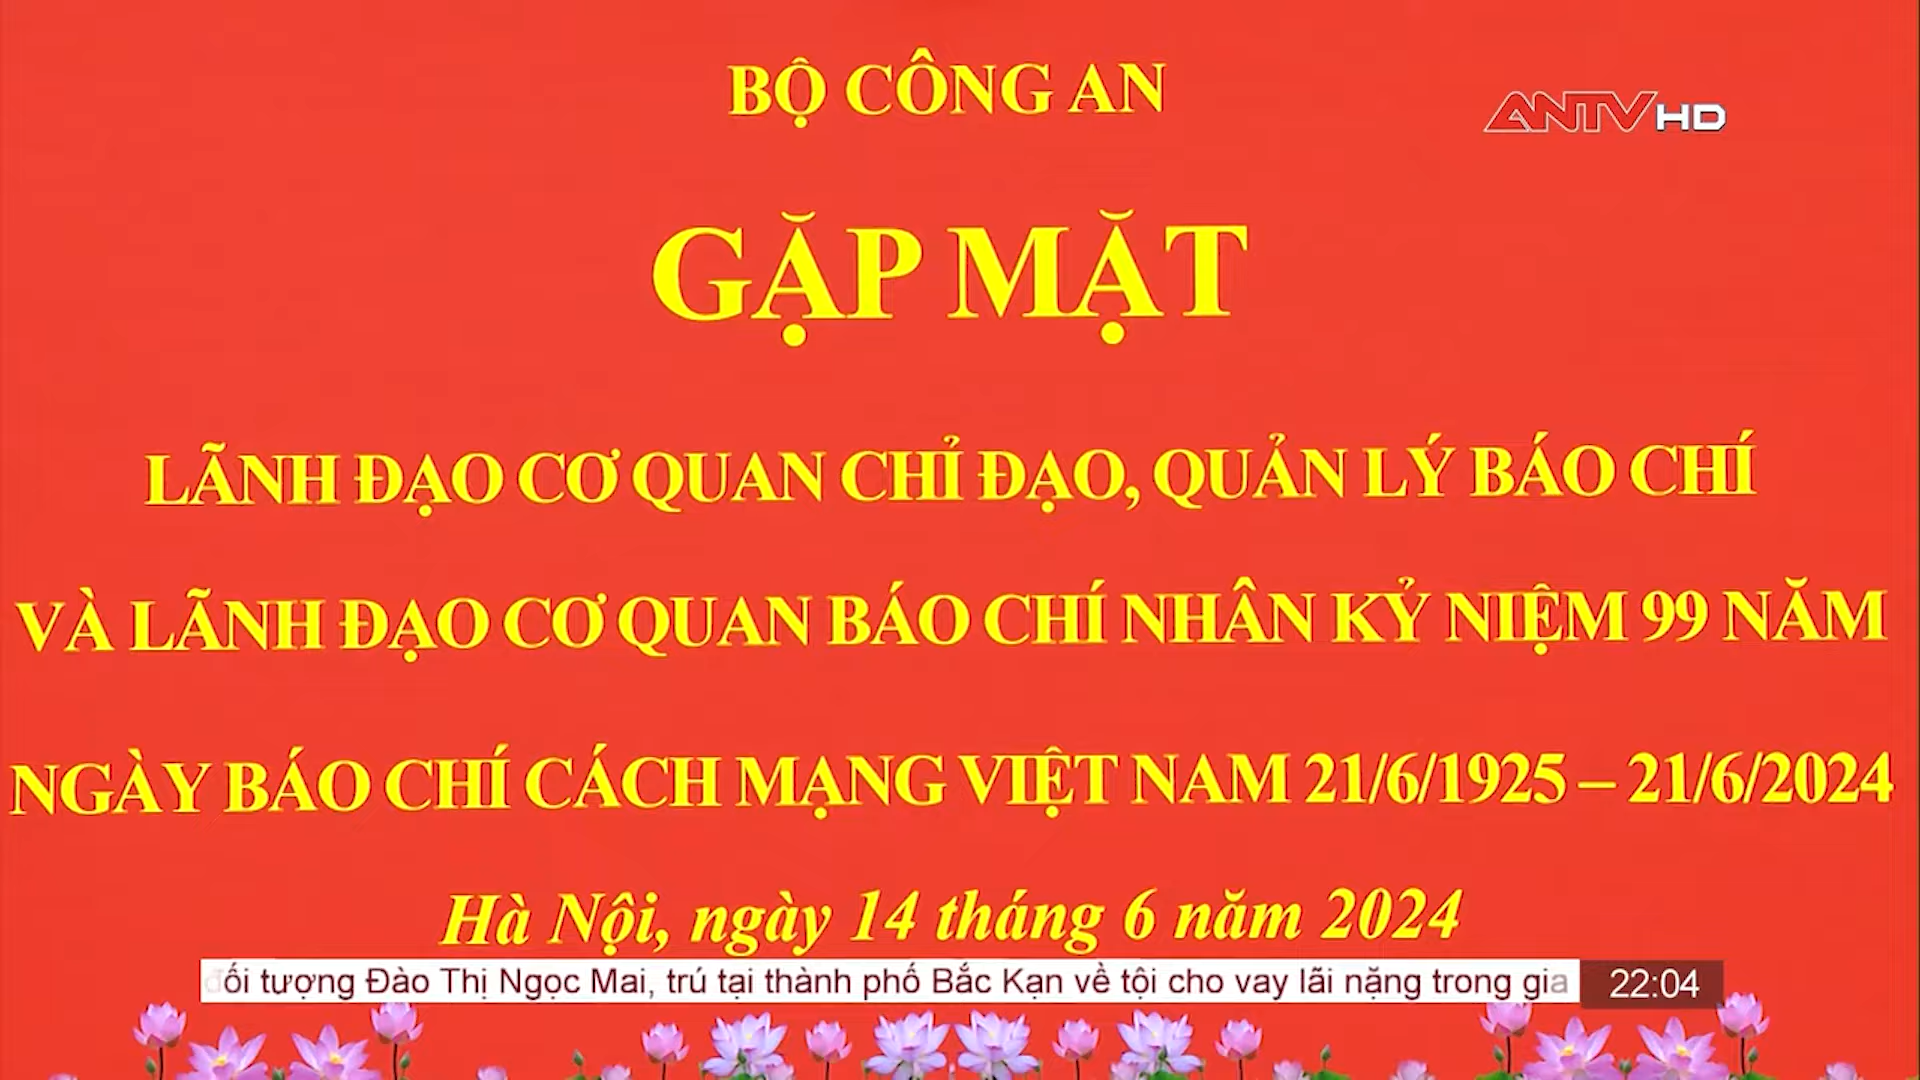 BỘ CÔNG AN
ANTV HD
GẶP MẶT
LÃNH ĐẠO CƠ QUAN CHỈ ĐẠO, QUẢN LÝ BÁO CHÍ
VÀ LÃNH ĐẠO CƠ QUAN BÁO CHÍ NHÂN KỶ NIỆM 99 NĂM
NGÀY BÁO CHÍ CÁCH MẠNG VIỆT NAM 21/6/1925 – 21/6/2024
Hà Nội, ngày 14 tháng 6 năm 2024
đối tượng Đào Thị Ngọc Mai, trú tại thành phố Bắc Kạn về tội cho vay lãi nặng trong gia
22:04